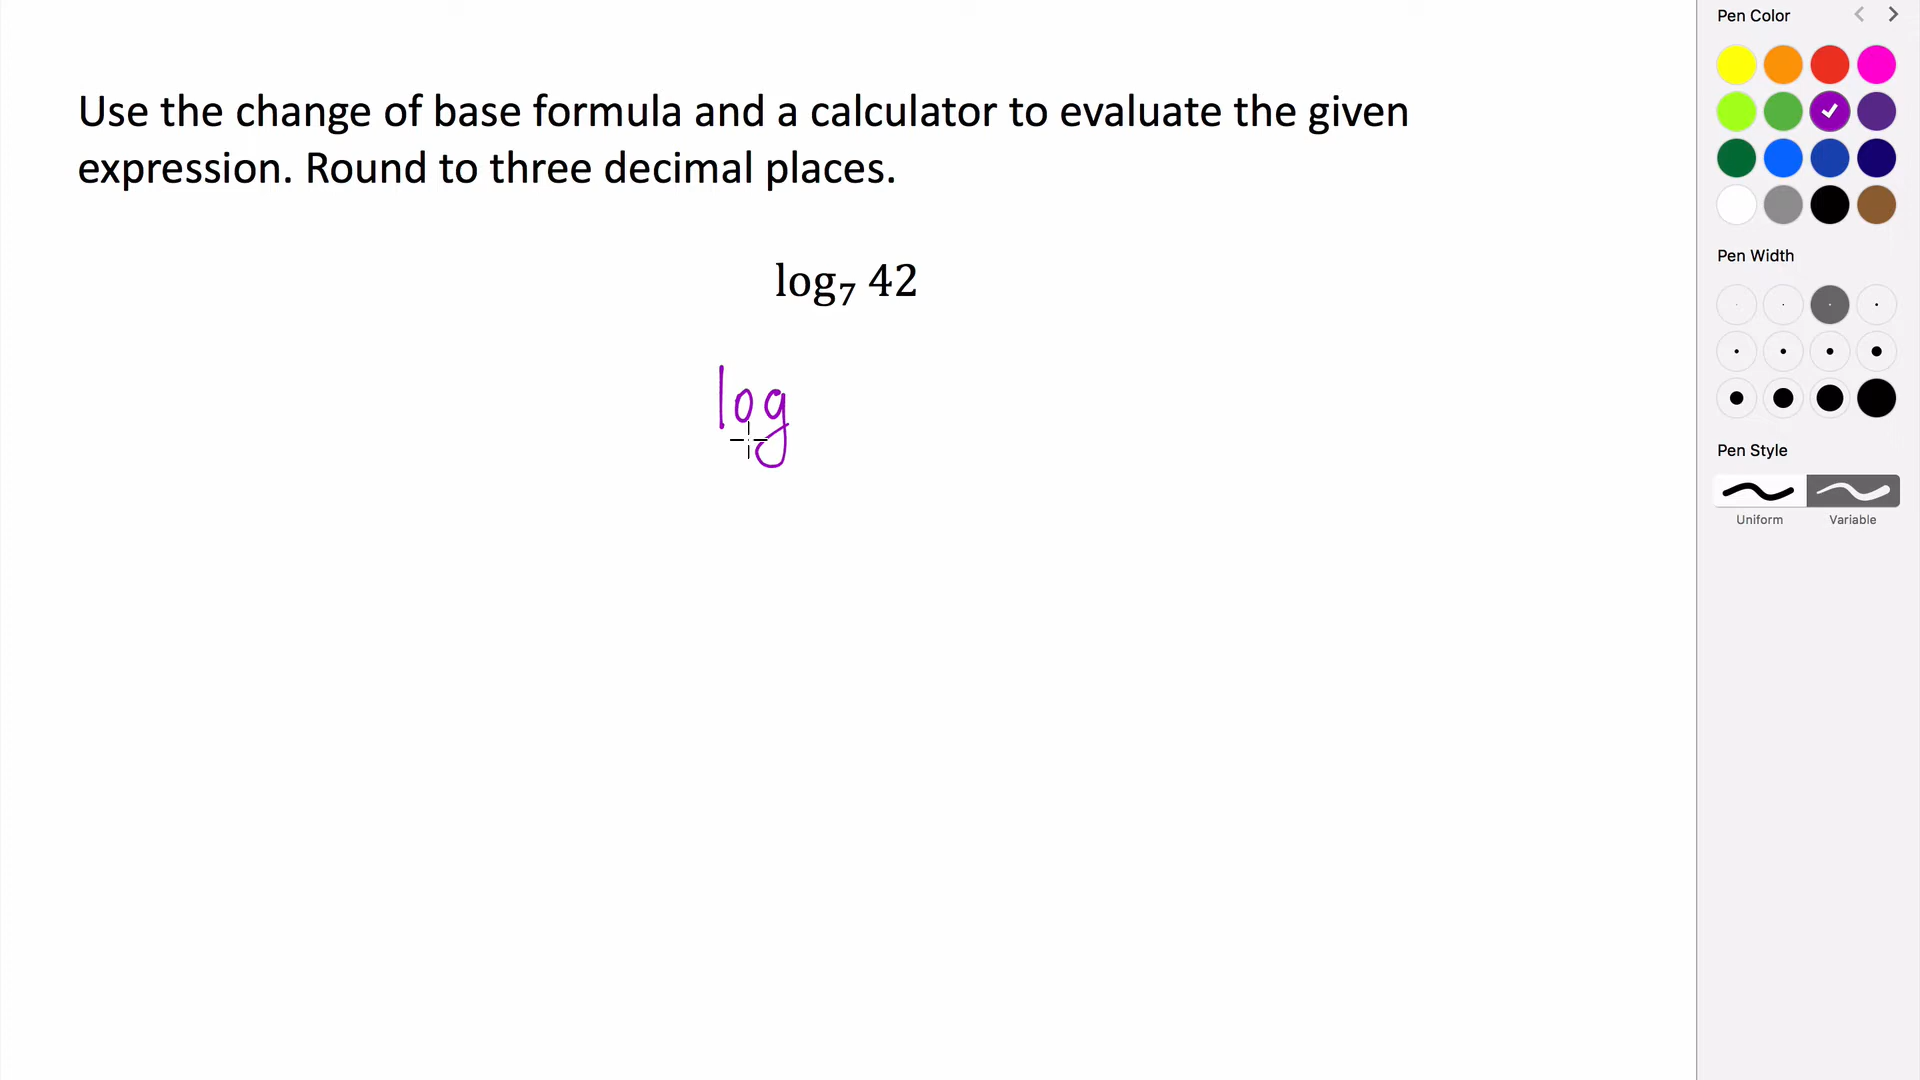 Use the change of base formula and a calculator to evaluate the given
expression. Round to three decimal places.
log₇ 42
log
Pen Color
Pen Width
Pen Style
Uniform
Variable